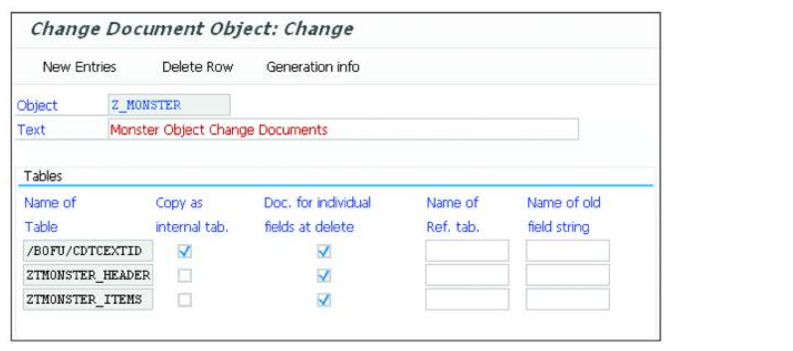 Change Document Object: Change
New Entries Delete Row Generation info
Object Z_MONSTER
Text Monster Object Change Documents
Tables
Name of Copy as Doc. for individual Name of Name of old
Table internal tab. fields at delete Ref. tab. field string
/BOFU/CDTCEXTID
ZTMONSTER_HEADER
ZTMONSTER_ITEMS